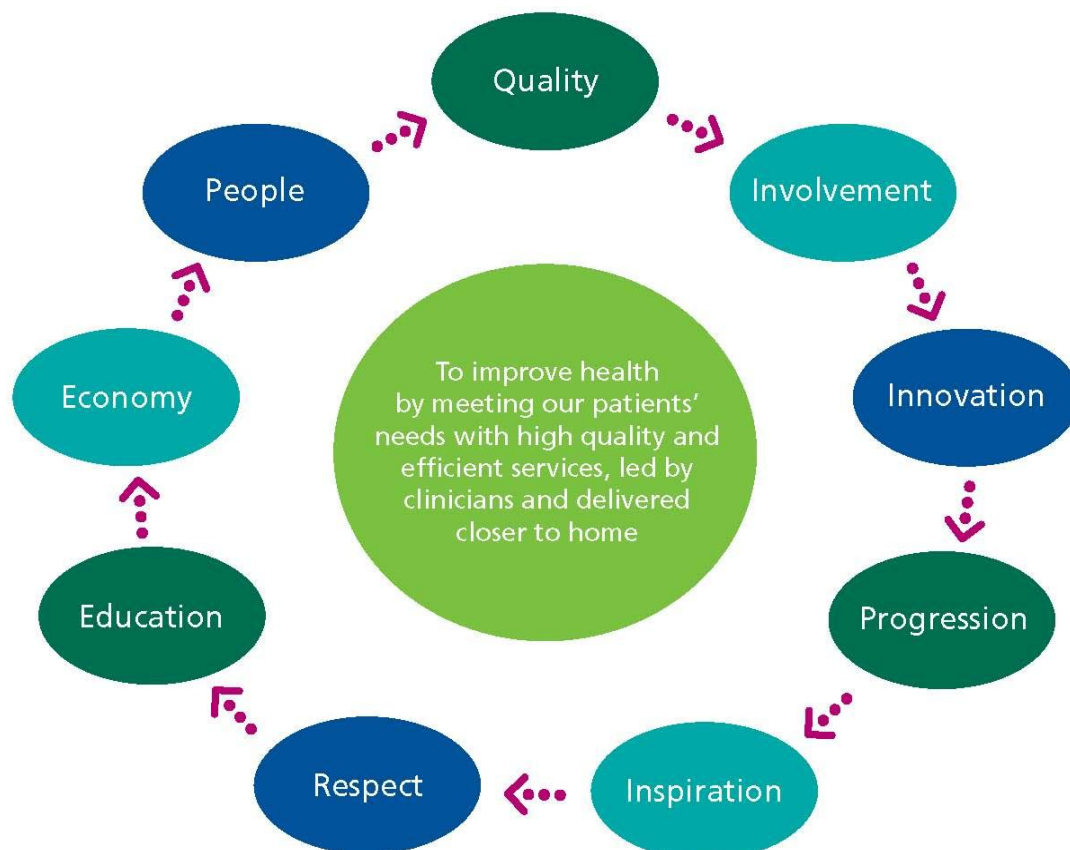 Quality
Involvement
Innovation
Progression
Inspiration
Respect
Education
Economy
People
To improve health
by meeting our patients’
needs with high quality and
efficient services, led by
clinicians and delivered
closer to home